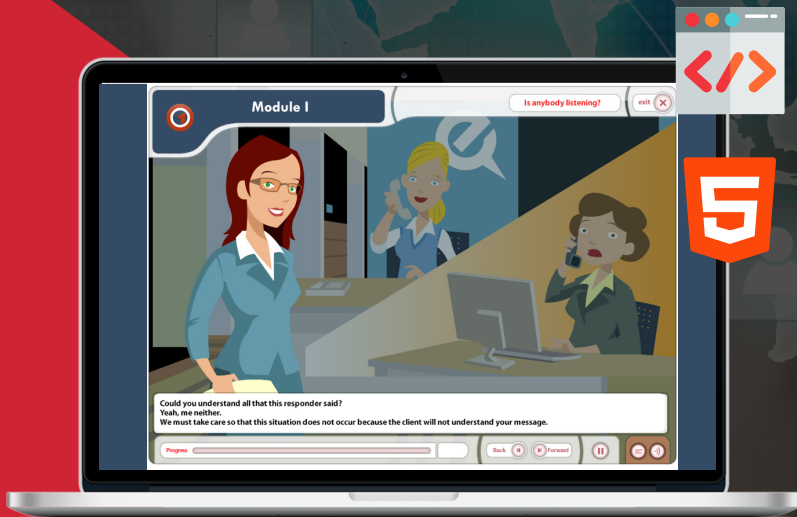 Module I
Is anybody listening?
exit
Could you understand all that this responder said?
Yeah, me neither.
We must take care so that this situation does not occur because the client will not understand your message.
Progress
Back
Forward